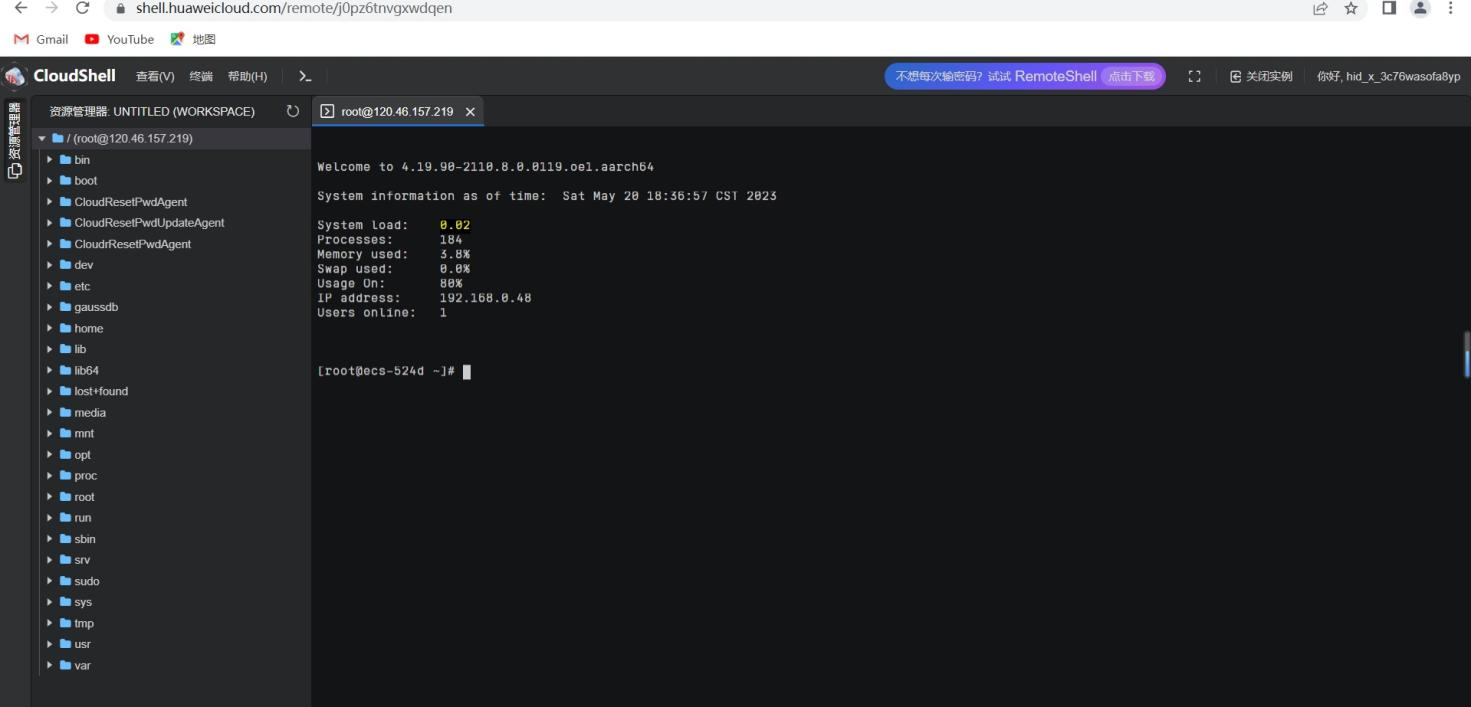 shell.huaweicloud.com/remote/j0pz6tnvgxwdqen
Gmail YouTube 地图
CloudShell 查看(V) 终端 帮助(H) 不想每次输密码？试试 RemoteShell 点击下载 关闭实例 你好, hid_x_3c76wasofa8yp
资源管理器
资源管理器: UNTITLED (WORKSPACE)
root@120.46.157.219
/ (root@120.46.157.219)
bin
boot
CloudResetPwdAgent
CloudResetPwdUpdateAgent
CloudrResetPwdAgent
dev
etc
gaussdb
home
lib
lib64
lost+found
media
mnt
opt
proc
root
run
sbin
srv
sudo
sys
tmp
usr
var
Welcome to 4.19.90-2110.8.0.0119.oe1.aarch64
System information as of time: Sat May 20 18:36:57 CST 2023
System load: 0.02
Processes: 184
Memory used: 3.8%
Swap used: 0.0%
Usage On: 80%
IP address: 192.168.0.48
Users online: 1
[root@ecs-524d ~]#